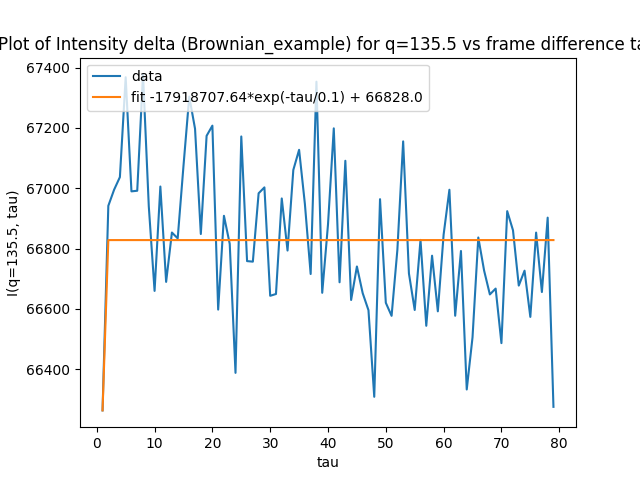 Plot of Intensity delta (Brownian_example) for q=135.5 vs frame difference ta
67400
67200
67000
66800
66600
66400
I(q=135.5, tau)
data
fit -17918707.64*exp(-tau/0.1) + 66828.0
0 10 20 30 40 50 60 70 80
tau